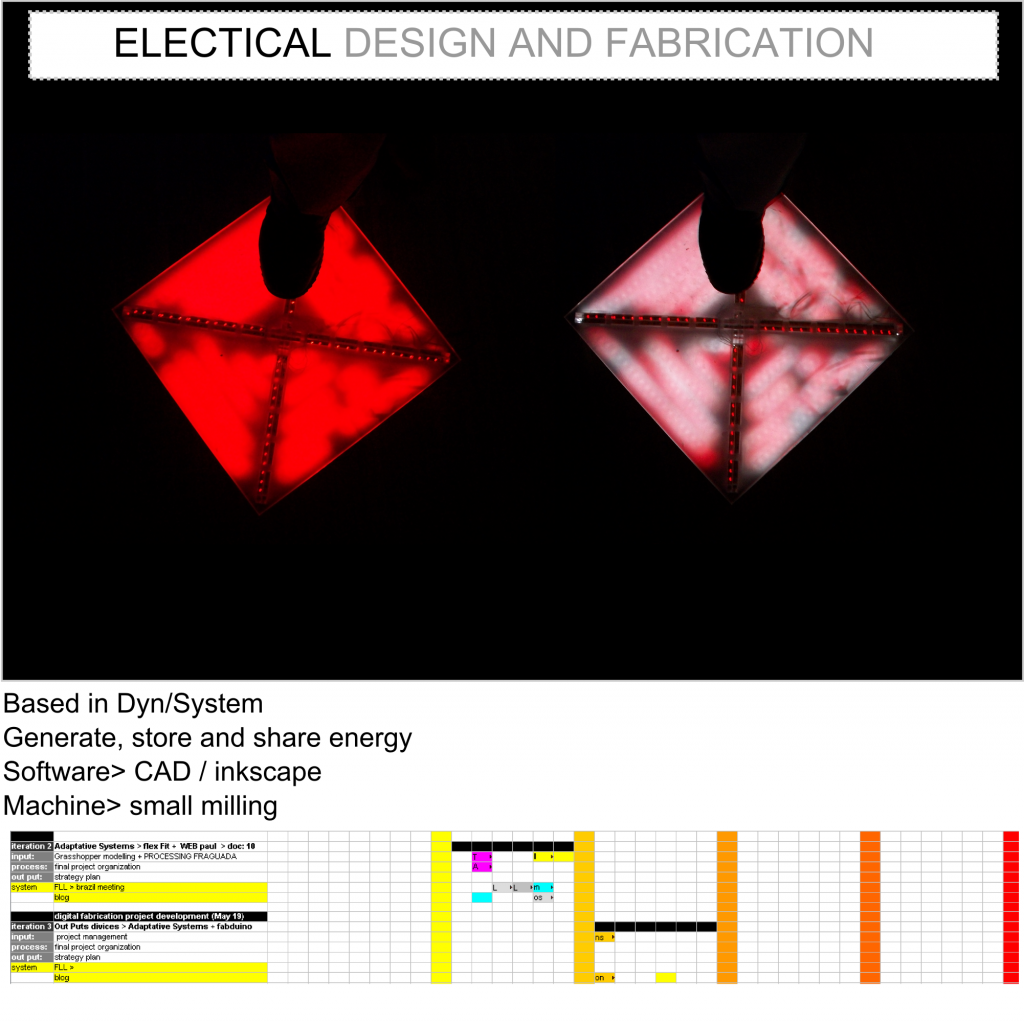 ELECTICAL DESIGN AND FABRICATION
Based in Dyn/System
Generate, store and share energy
Software> CAD / inkscape
Machine> small milling
iteration 2 Adaptative Systems > flex Fit + WEB paul > doc: 10
input: Grasshopper modelling + PROCESSING FRAGUADA T I
process: final project organization A
out put: strategy plan
system FLL > brazil meeting L L m
blog os
digital fabrication project development (May 19)
iteration 3 Out Puts divices > Adaptative Systems + fabduino
input: project management ns
process: final project organization
out put: strategy plan
system FLL >
blog on